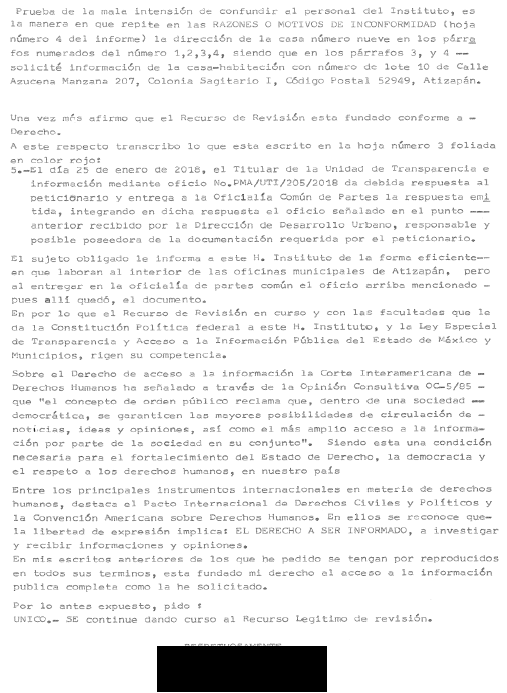 Prueba de la mala intensión de confundir al personal del Instituto, es
la manera en que repite en las RAZONES O MOTIVOS DE INCONFORMIDAD (hoja
número 4 del informe) la dirección de la casa número nueve en los párra
fos numerados del número 1,2,3,4, siendo que en los párrafos 3, y 4 --
solicité información de la casa-habitación con número de lote 10 de Calle
Azucena Manzana 207, Colonia Sagitario I, Código Postal 52949, Atizapán.
Una vez más afirmo que el Recurso de Revisión esta fundado conforme a -
Derecho.
A este respecto transcribo lo que esta escrito en la hoja número 3 foliada
en color rojo:
5.-El día 25 de enero de 2018, el Titular de la Unidad de Transparencia e
información mediante oficio No.PMA/UTI/205/2018 da debida respuesta al
peticionario y entrega a la Oficialía Común de Partes la respuesta emi
tida, integrando en dicha respuesta el oficio señalado en el punto ---
anterior recibido por la Dirección de Desarrollo Urbano, responsable y
posible poseedora de la documentación requerida por el peticionario.
El sujeto obligado le informa a este H. Instituto de la forma eficiente--
en que laboran al interior de las oficinas municipales de Atizapán, pero
al entregar en la oficialía de partes común el oficio arriba mencionado -
pues allí quedó, el documento.
En por lo que el Recurso de Revisión en curso y con las facultades que le
da la Constitución Política federal a este H. Instituto, y la Ley Especial
de Transparencia y Acceso a la Información Pública del Estado de México y
Municipios, rigen su competencia.
Sobre el Derecho de acceso a la información la Corte Interamericana de -
Derechos Humanos ha señalado a través de la Opinión Consultiva OC-5/85 -
que "el concepto de orden público reclama que, dentro de una sociedad --
democrática, se garanticen las mayores posibilidades de circulación de -
noticias, ideas y opiniones, así como el más amplio acceso a la informa-
ción por parte de la sociedad en su conjunto". Siendo esta una condición
necesaria para el fortalecimiento del Estado de Derecho, la democracia y
el respeto a los derechos humanos, en nuestro país
Entre los principales instrumentos internacionales en materia de derechos
humanos, destaca el Pacto Internacional de Derechos Civiles y Políticos y
la Convención Americana sobre Derechos Humanos. En ellos se reconoce que-
la libertad de expresión implica: EL DERECHO A SER INFORMADO, a investigar
y recibir informaciones y opiniones.
En mis escritos anteriores de los que he pedido se tengan por reproducidos
en todos sus terminos, esta fundado mi derecho al acceso a la información
publica completa como la he solicitado.
Por lo antes expuesto, pido :
UNICO.- SE continue dando curso al Recurso Legitimo de revisión.